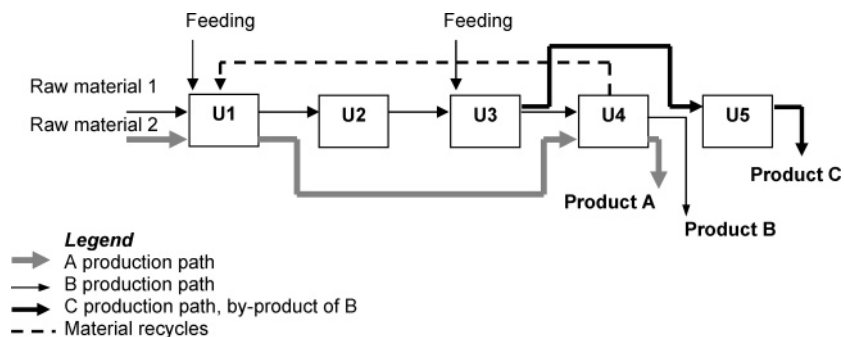 Feeding
Feeding
Raw material 1
Raw material 2
U1
U2
U3
U4
U5
Product A
Product B
Product C
Legend
A production path
B production path
C production path, by-product of B
Material recycles